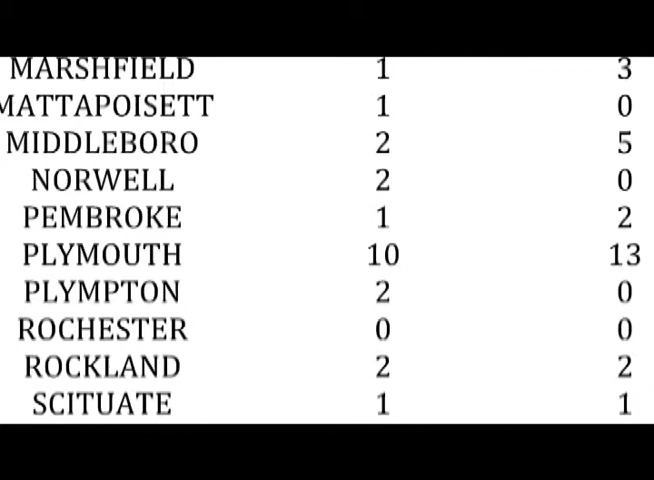 MARSHFIELD 1 3
MATTAPOISETT 1 0
MIDDLEBORO 2 5
NORWELL 2 0
PEMBROKE 1 2
PLYMOUTH 10 13
PLYMPTON 2 0
ROCHESTER 0 0
ROCKLAND 2 2
SCITUATE 1 1